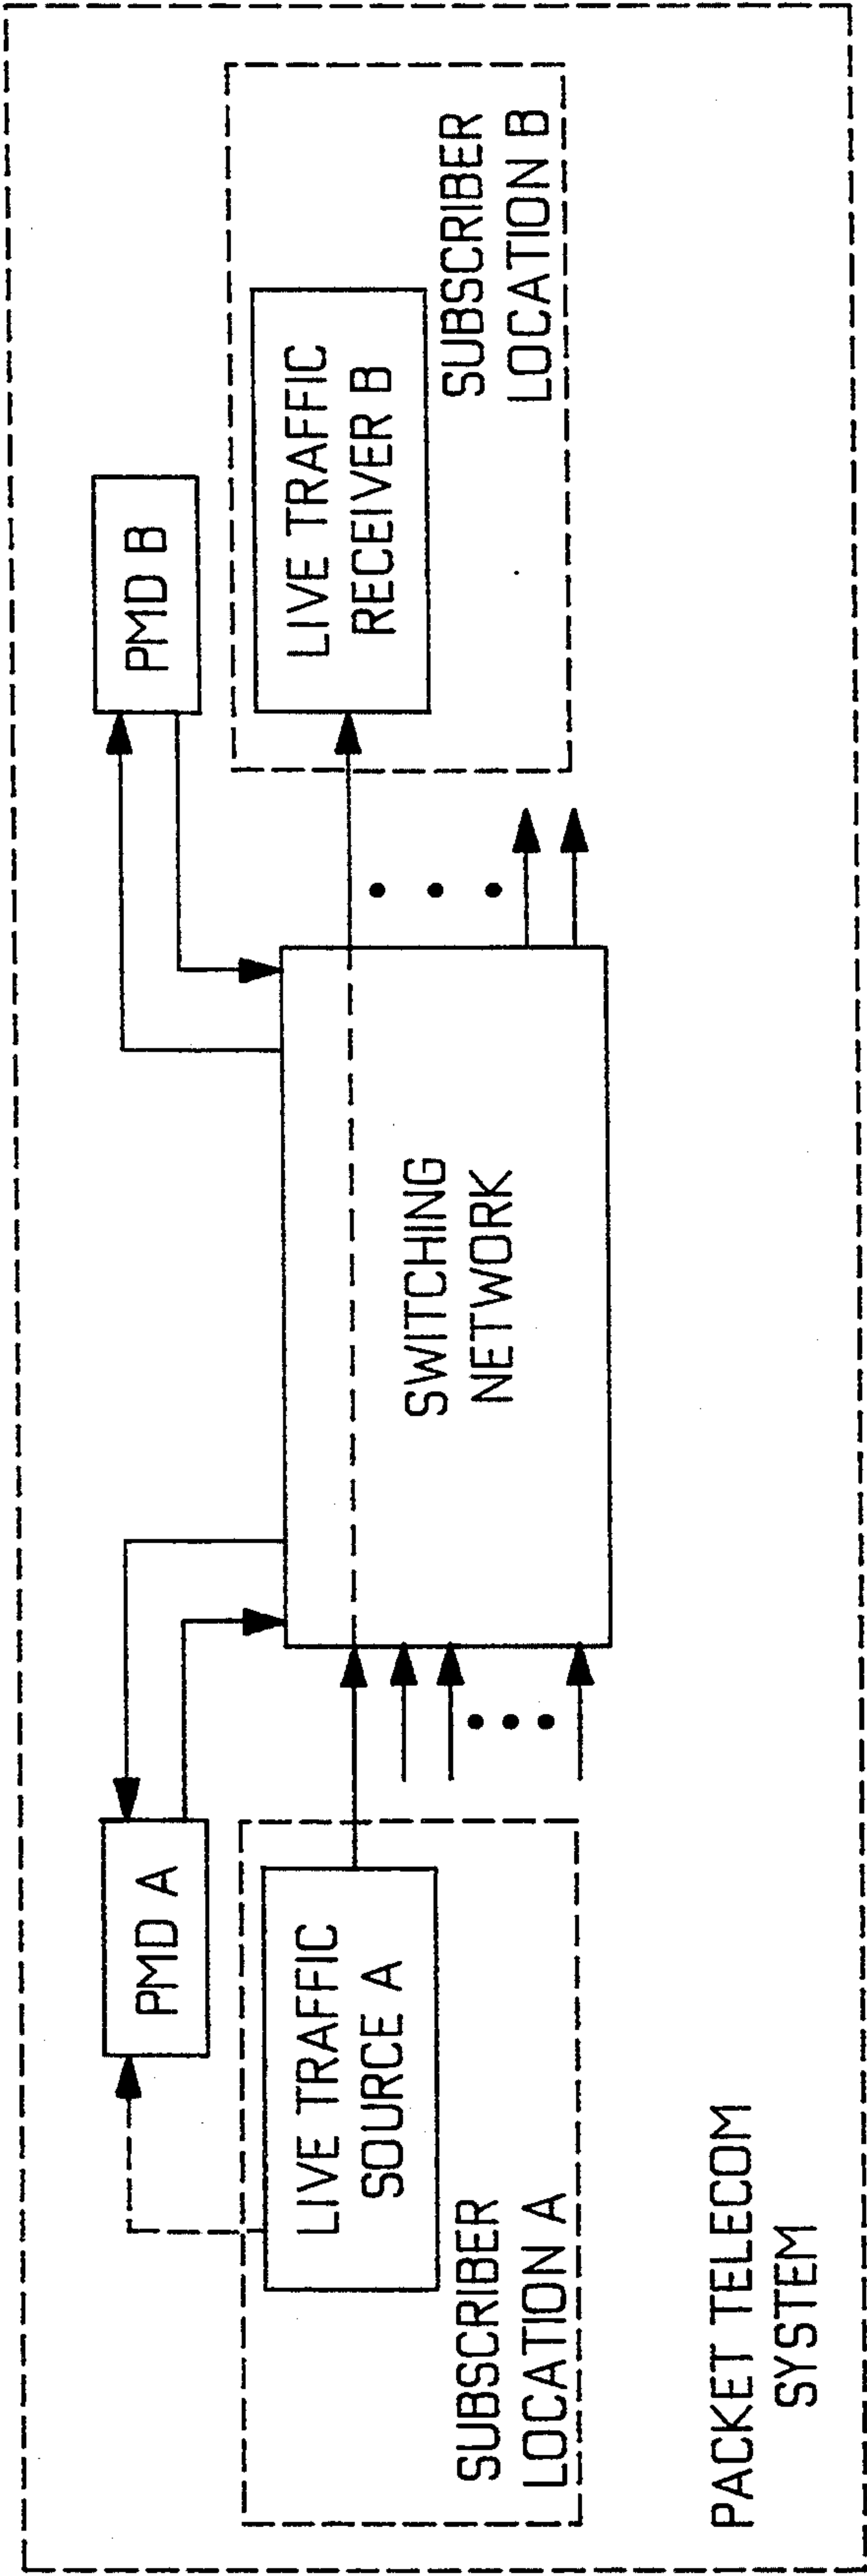 PMD A
LIVE TRAFFIC
SOURCE A
SUBSCRIBER
LOCATION A
SWITCHING
NETWORK
PMD B
LIVE TRAFFIC
RECEIVER B
SUBSCRIBER
LOCATION B
PACKET TELECOM
SYSTEM